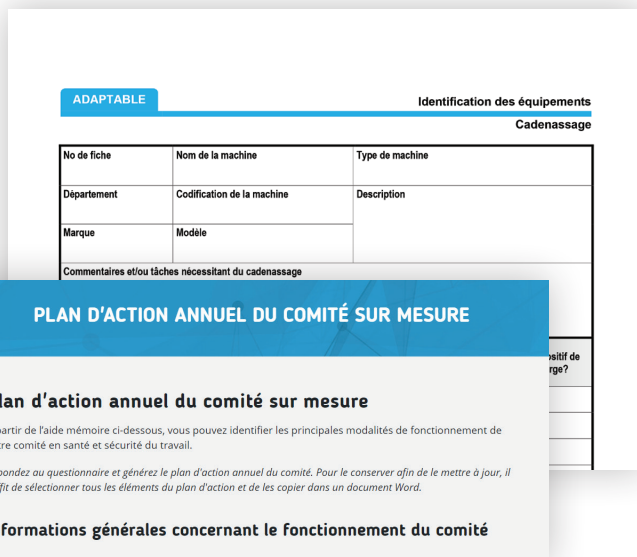 ADAPTABLE
Identification des équipements
Cadenassage
No de fiche Nom de la machine Type de machine
Département Codification de la machine Description
Marque Modèle
Commentaires et/ou tâches nécessitant du cadenassage
PLAN D'ACTION ANNUEL DU COMITÉ SUR MESURE
de
lan d'action annuel du comité sur mesure
partir de l'aide mémoire ci-dessous, vous pouvez identifier les principales modalités de fonctionnement de
tre comité en santé et sécurité du travail.
pondez au questionnaire et générez le plan d'action annuel du comité. Pour le conserver afin de le mettre à jour, il
ffit de sélectionner tous les éléments du plan d'action et de les copier dans un document Word.
formations générales concernant le fonctionnement du comité